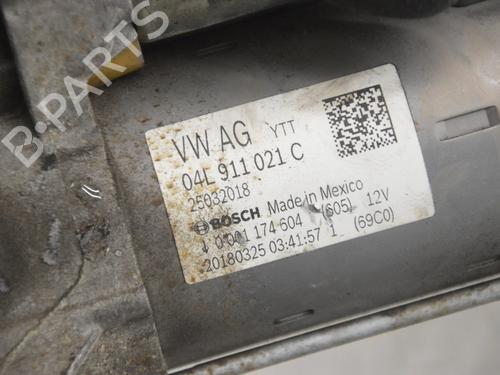 B-PARTS
VW AG YTT
04L 911 021 C
25032018
BOSCH Made in Mexico
0 001 174 604 (605) 12V
20180325 03:41:57 1 (69C0)